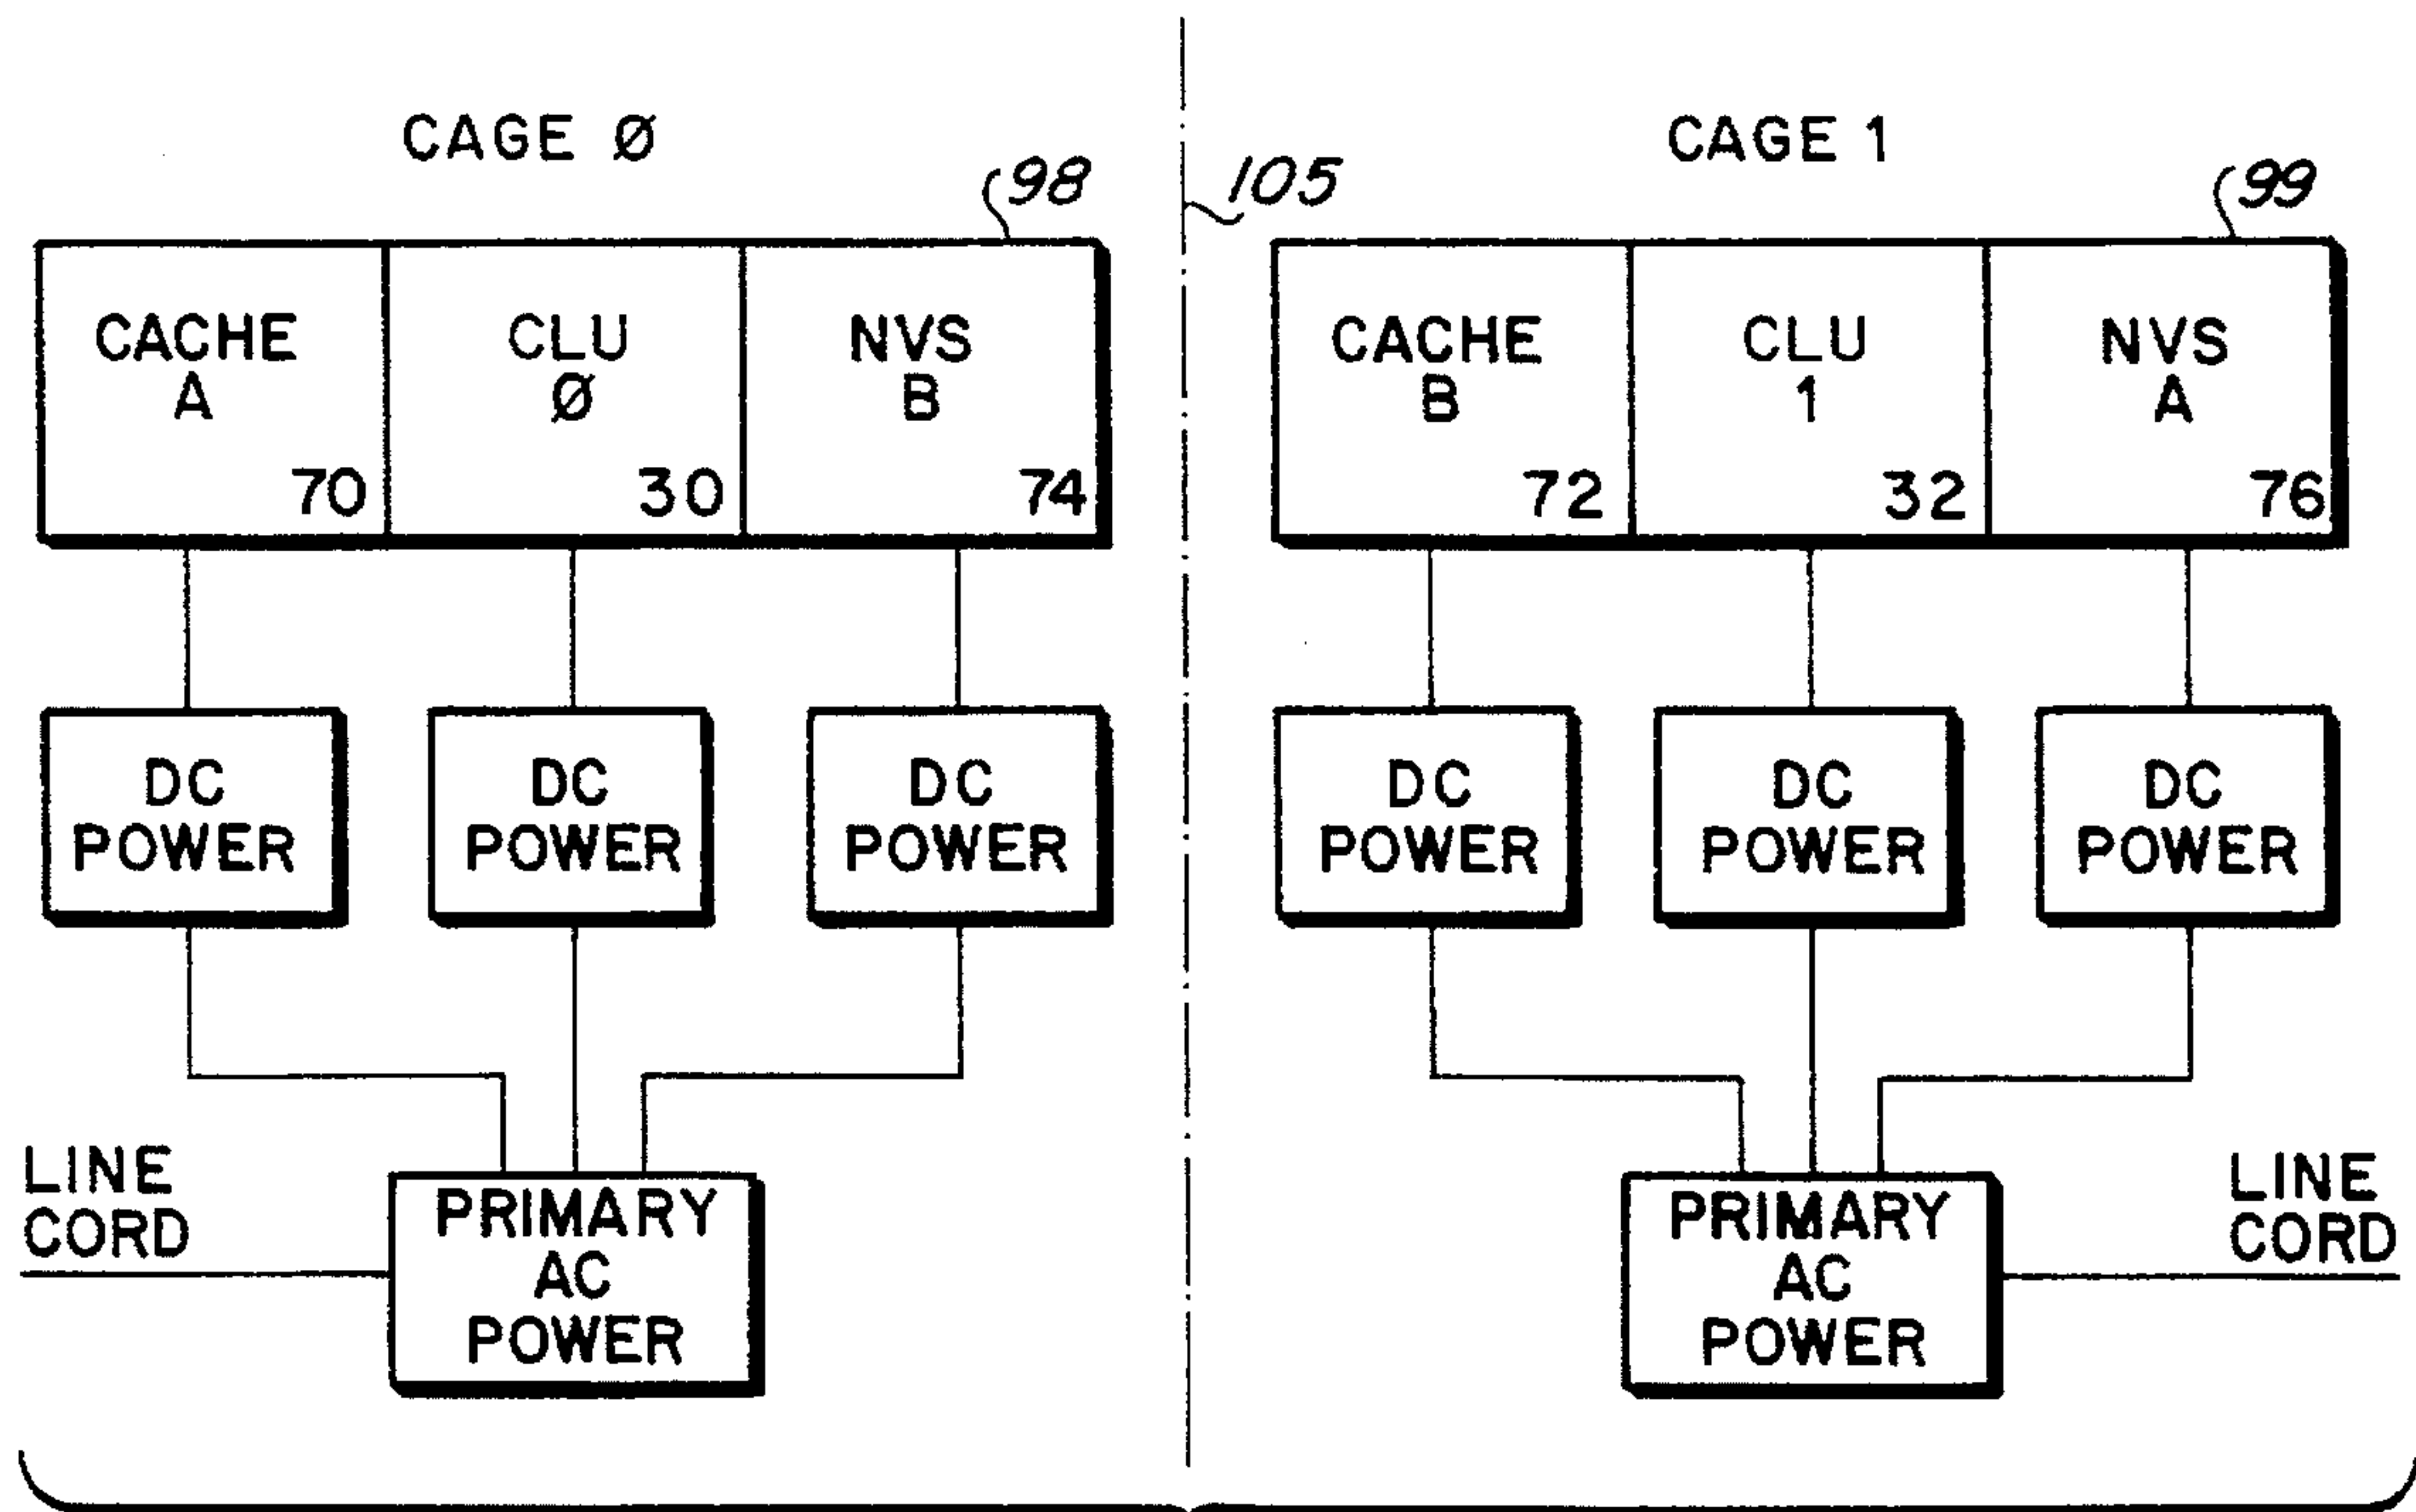 CAGE Ø
98
105
CAGE 1
99
CACHE
A
70
CLU
Ø
30
NVS
B
74
CACHE
B
72
CLU
1
32
NVS
A
76
DC
POWER
DC
POWER
DC
POWER
DC
POWER
DC
POWER
DC
POWER
LINE
CORD
PRIMARY
AC
POWER
PRIMARY
AC
POWER
LINE
CORD